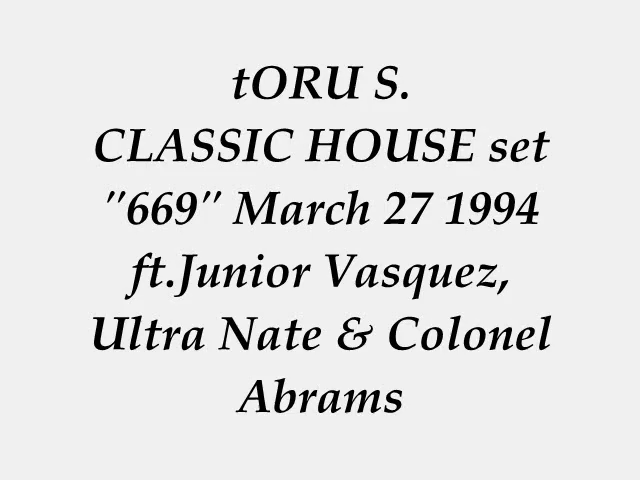 tORU S.
CLASSIC HOUSE set
"669" March 27 1994
ft.Junior Vasquez,
Ultra Nate & Colonel
Abrams